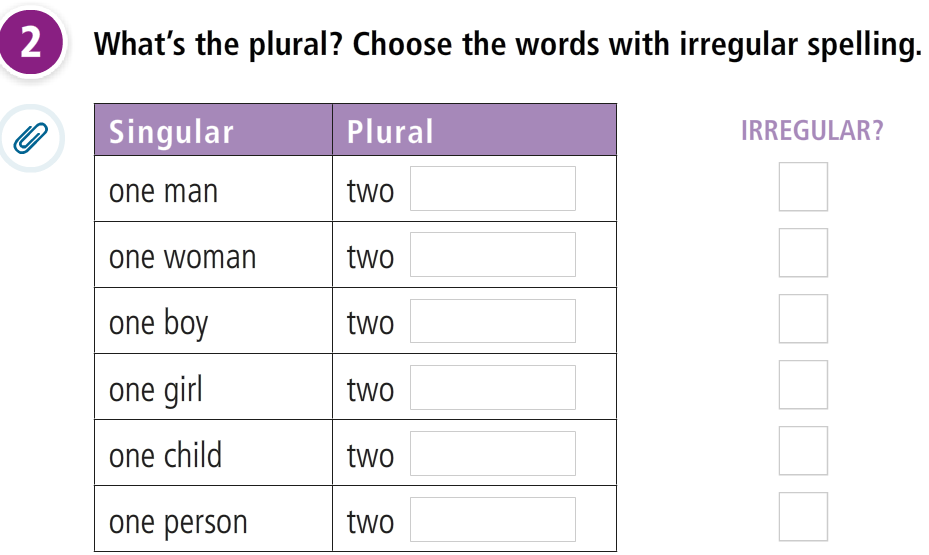 2 What's the plural? Choose the words with irregular spelling.
Singular Plural IRREGULAR?
one man two
one woman two
one boy two
one girl two
one child two
one person two